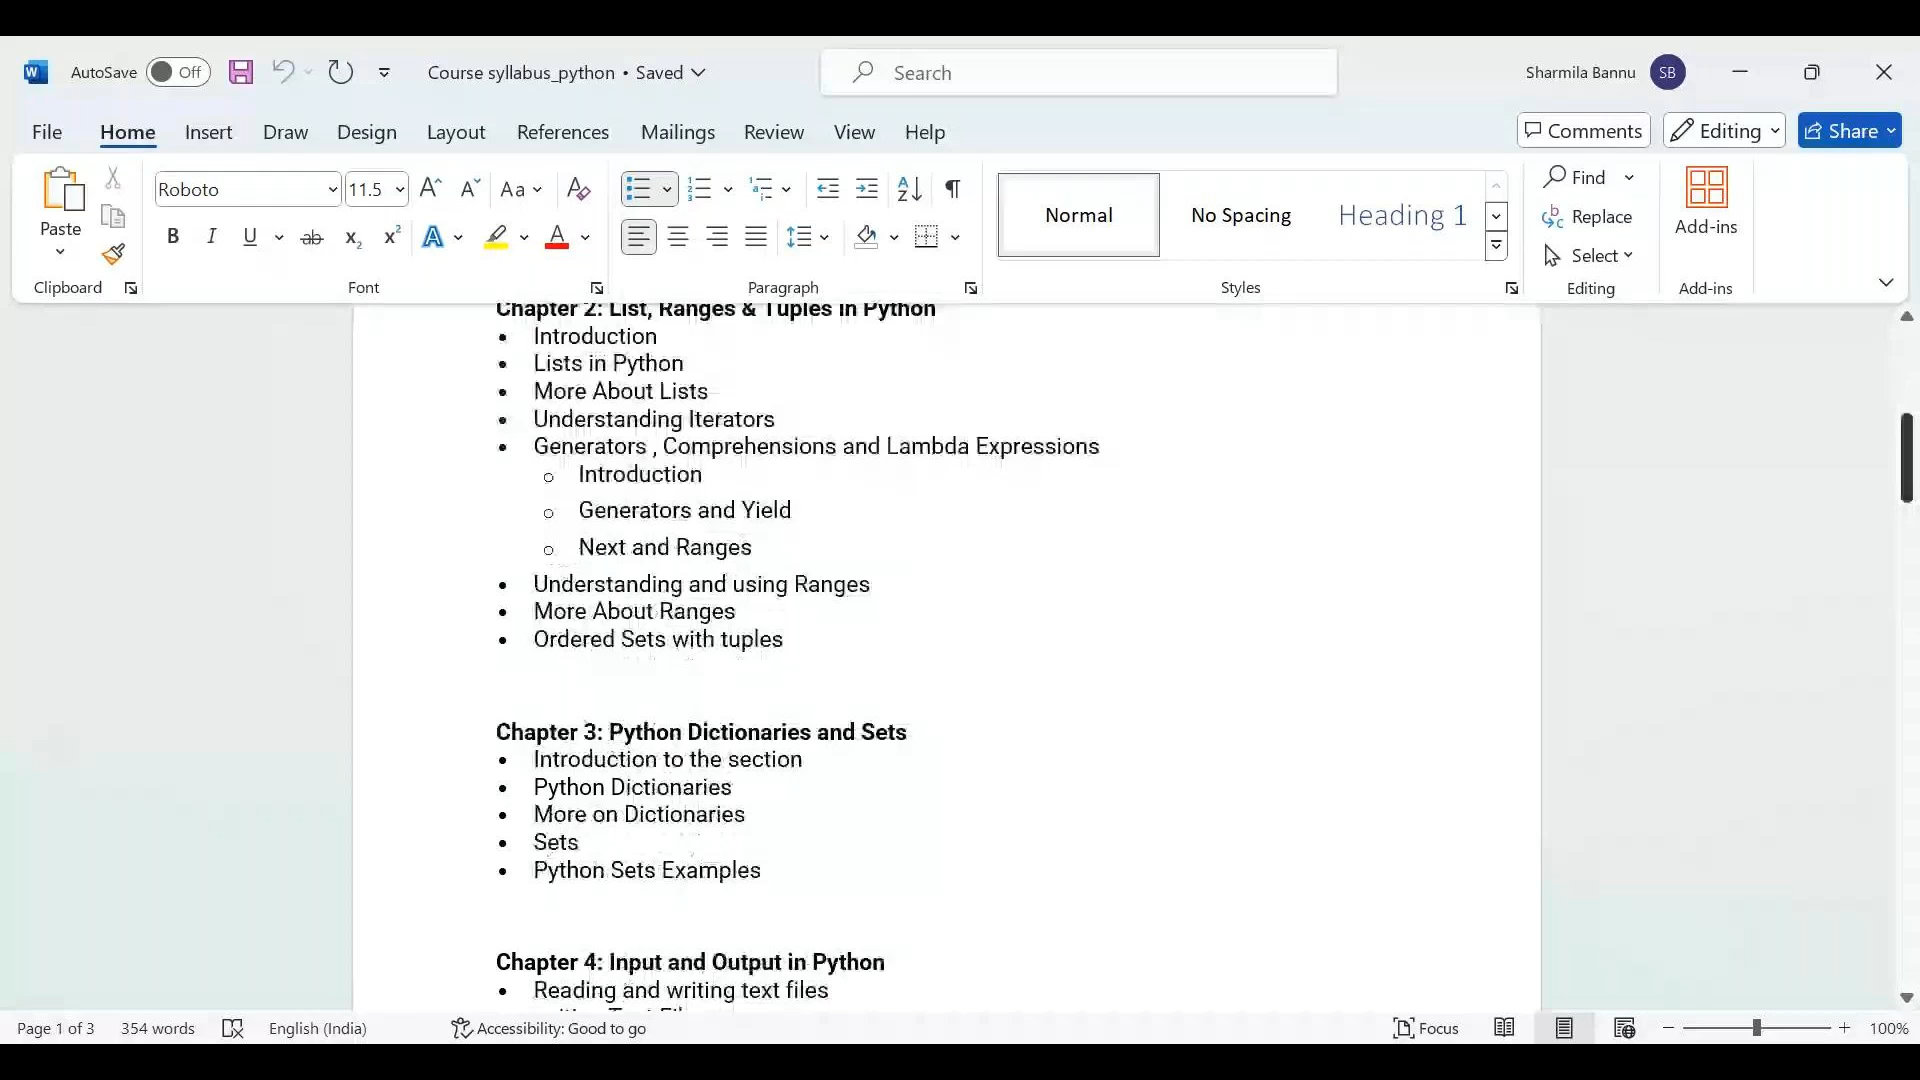 AutoSave Off Course syllabus_python • Saved Search Sharmila Bannu SB
File Home Insert Draw Design Layout References Mailings Review View Help Comments Editing Share
Paste Roboto 11.5 Aa Normal No Spacing Heading 1 Find Replace Select Add-ins
Clipboard Font Paragraph Styles Editing Add-ins
Chapter 2: List, Ranges & Tuples in Python
• Introduction
• Lists in Python
• More About Lists
• Understanding Iterators
• Generators , Comprehensions and Lambda Expressions
o Introduction
o Generators and Yield
o Next and Ranges
• Understanding and using Ranges
• More About Ranges
• Ordered Sets with tuples
Chapter 3: Python Dictionaries and Sets
• Introduction to the section
• Python Dictionaries
• More on Dictionaries
• Sets
• Python Sets Examples
Chapter 4: Input and Output in Python
• Reading and writing text files
Page 1 of 3 354 words English (India) Accessibility: Good to go Focus 100%